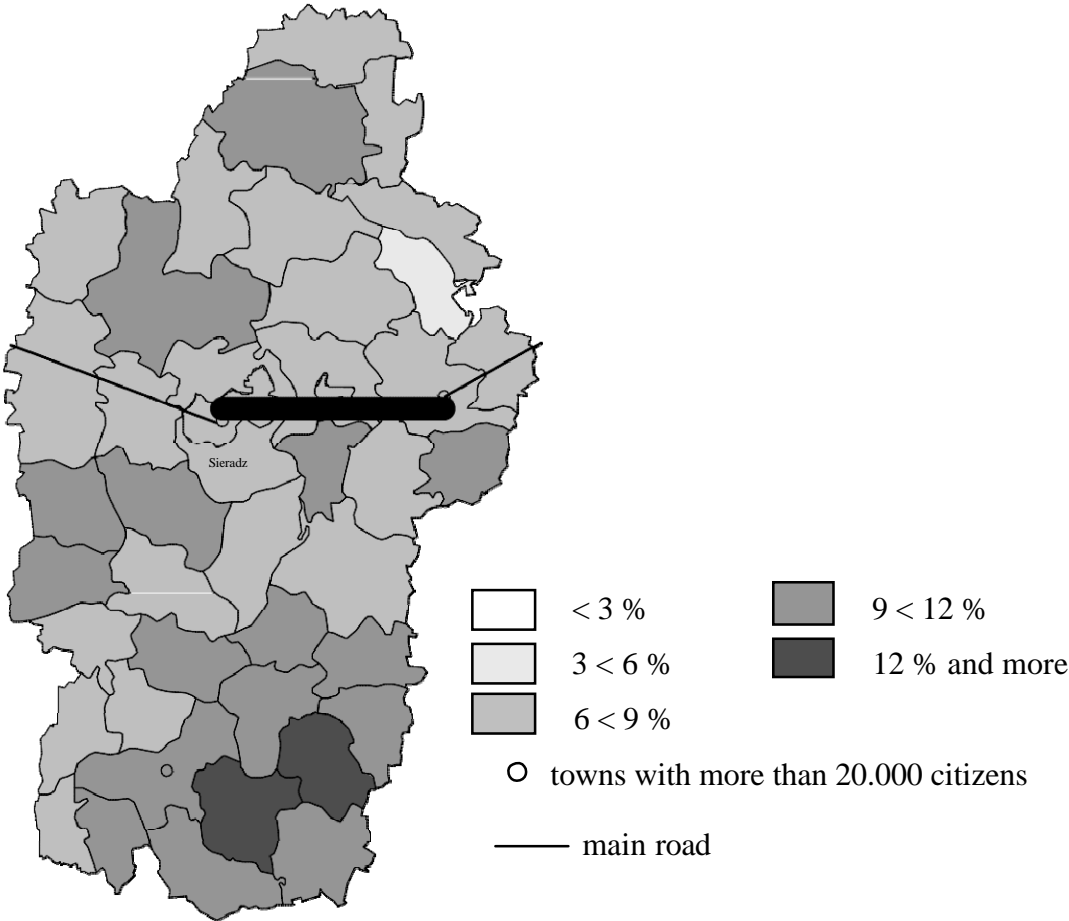 Sieradz
< 3 %
9 < 12 %
3 < 6 %
12 % and more
6 < 9 %
towns with more than 20.000 citizens
main road